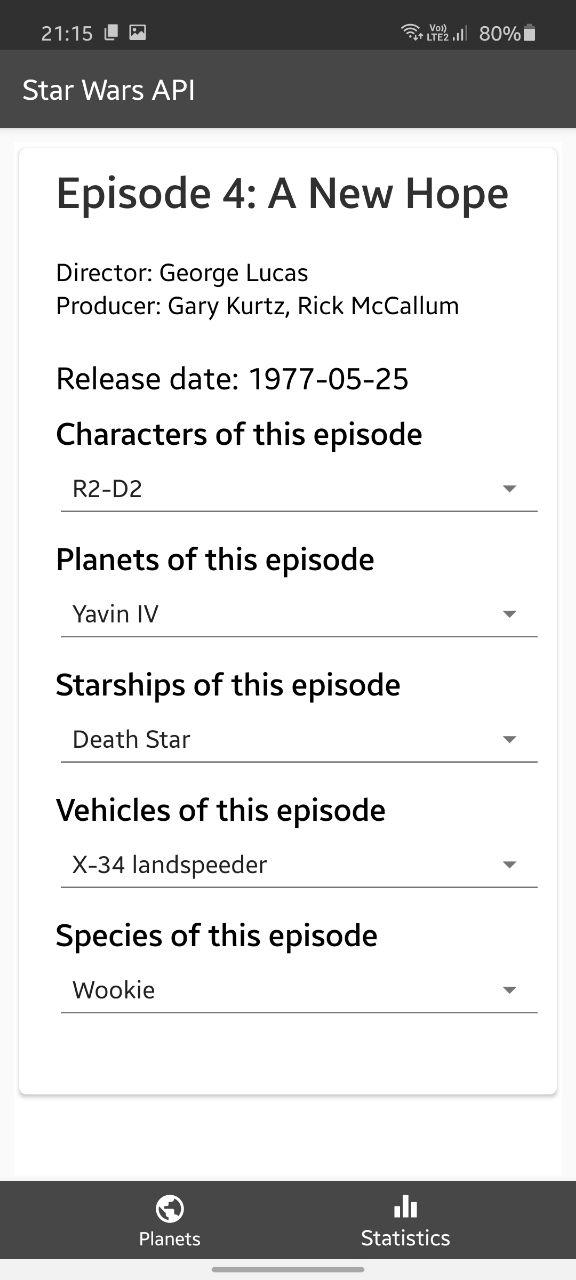 21:15
Vo))
LTE2
80%
Star Wars API
Episode 4: A New Hope
Director: George Lucas
Producer: Gary Kurtz, Rick McCallum
Release date: 1977-05-25
Characters of this episode
R2-D2
Planets of this episode
Yavin IV
Starships of this episode
Death Star
Vehicles of this episode
X-34 landspeeder
Species of this episode
Wookie
Planets
Statistics